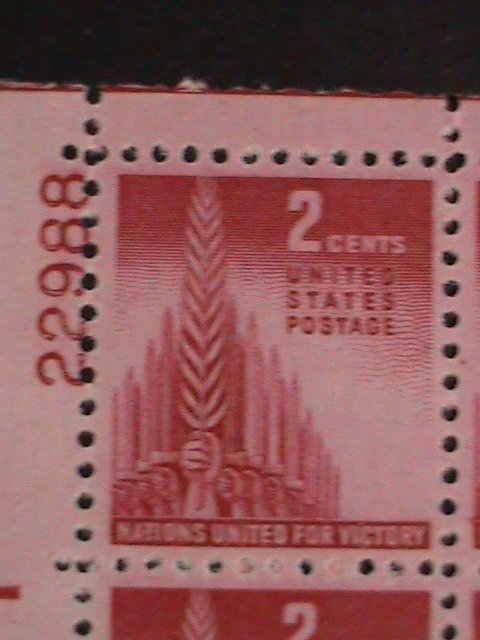 22988
2 CENTS
UNITED
STATES
POSTAGE
NATIONS UNITED FOR VICTORY
2